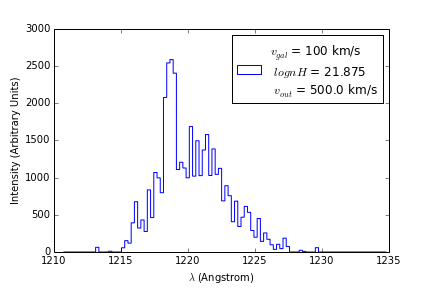 3000
2500
2000
1500
1000
500
0
Intensity (Arbitrary Units)
v_gal = 100 km/s
lognH = 21.875
v_out = 500.0 km/s
1210 1215 1220 1225 1230 1235
λ (Angstrom)